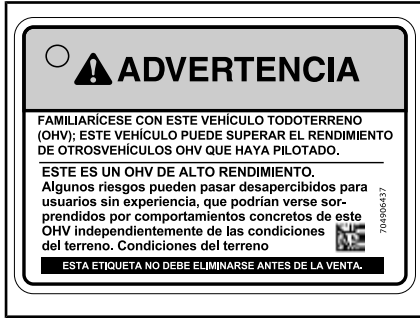 ADVERTENCIA
FAMILIARÍCESE CON ESTE VEHÍCULO TODOTERRENO
(OHV); ESTE VEHÍCULO PUEDE SUPERAR EL RENDIMIENTO
DE OTROSVEHÍCULOS OHV QUE HAYA PILOTADO.
ESTE ES UN OHV DE ALTO RENDIMIENTO.
Algunos riesgos pueden pasar desapercibidos para
usuarios sin experiencia, que podrían verse sor-
prendidos por comportamientos concretos de este
OHV independientemente de las condiciones
del terreno. Condiciones del terreno
704906437
ESTA ETIQUETA NO DEBE ELIMINARSE ANTES DE LA VENTA.